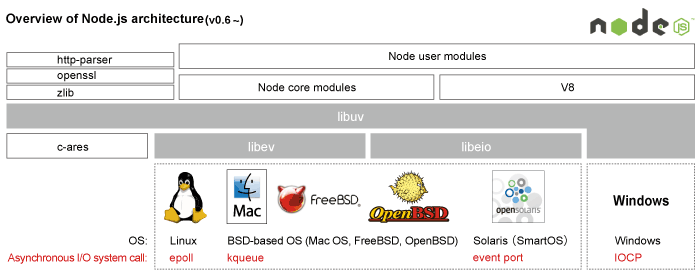 Overview of Node.js architecture(v0.6~)
node JS
http-parser
Node user modules
openssl
zlib
Node core modules
V8
libuv
c-ares
libev
libeio
Mac
FreeBSD
OpenBSD
opensolaris
Windows
OS: Linux BSD-based OS (Mac OS, FreeBSD, OpenBSD) Solaris (SmartOS) Windows
Asynchronous I/O system call: epoll kqueue event port IOCP